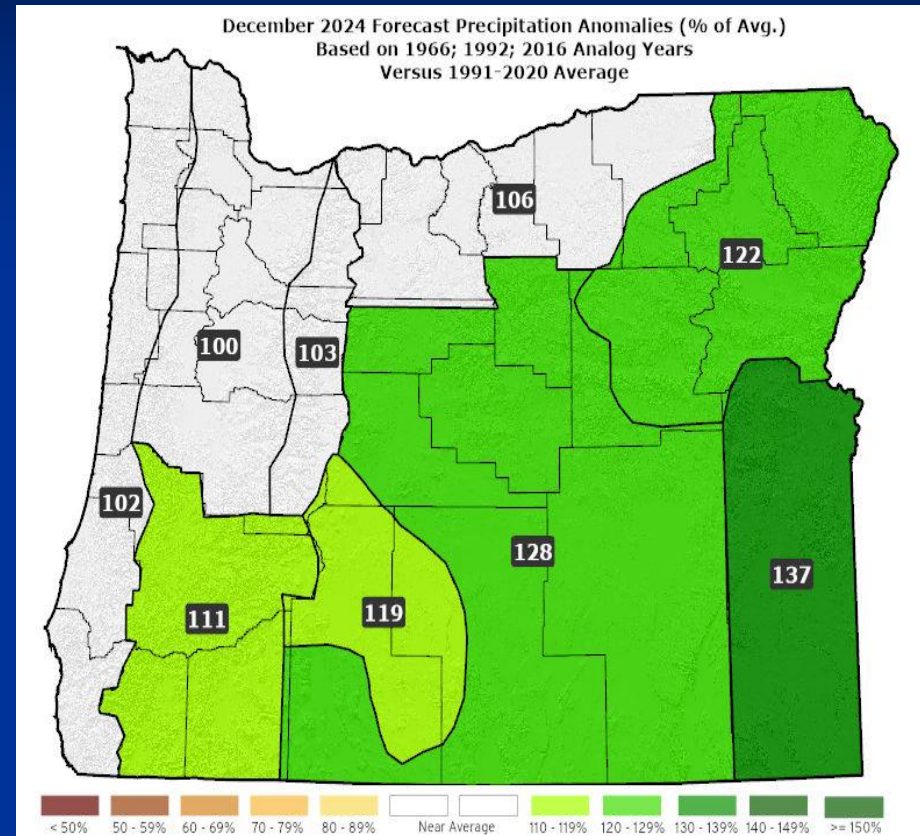 December 2024 Forecast Precipitation Anomalies (% of Avg.)
Based on 1966; 1992; 2016 Analog Years
Versus 1991-2020 Average
106
122
100
103
102
128
137
111
119
< 50%
50 - 59%
60 - 69%
70 - 79%
80 - 89%
Near Average
110 - 119%
120 - 129%
130 - 139%
140 - 149%
>= 150%